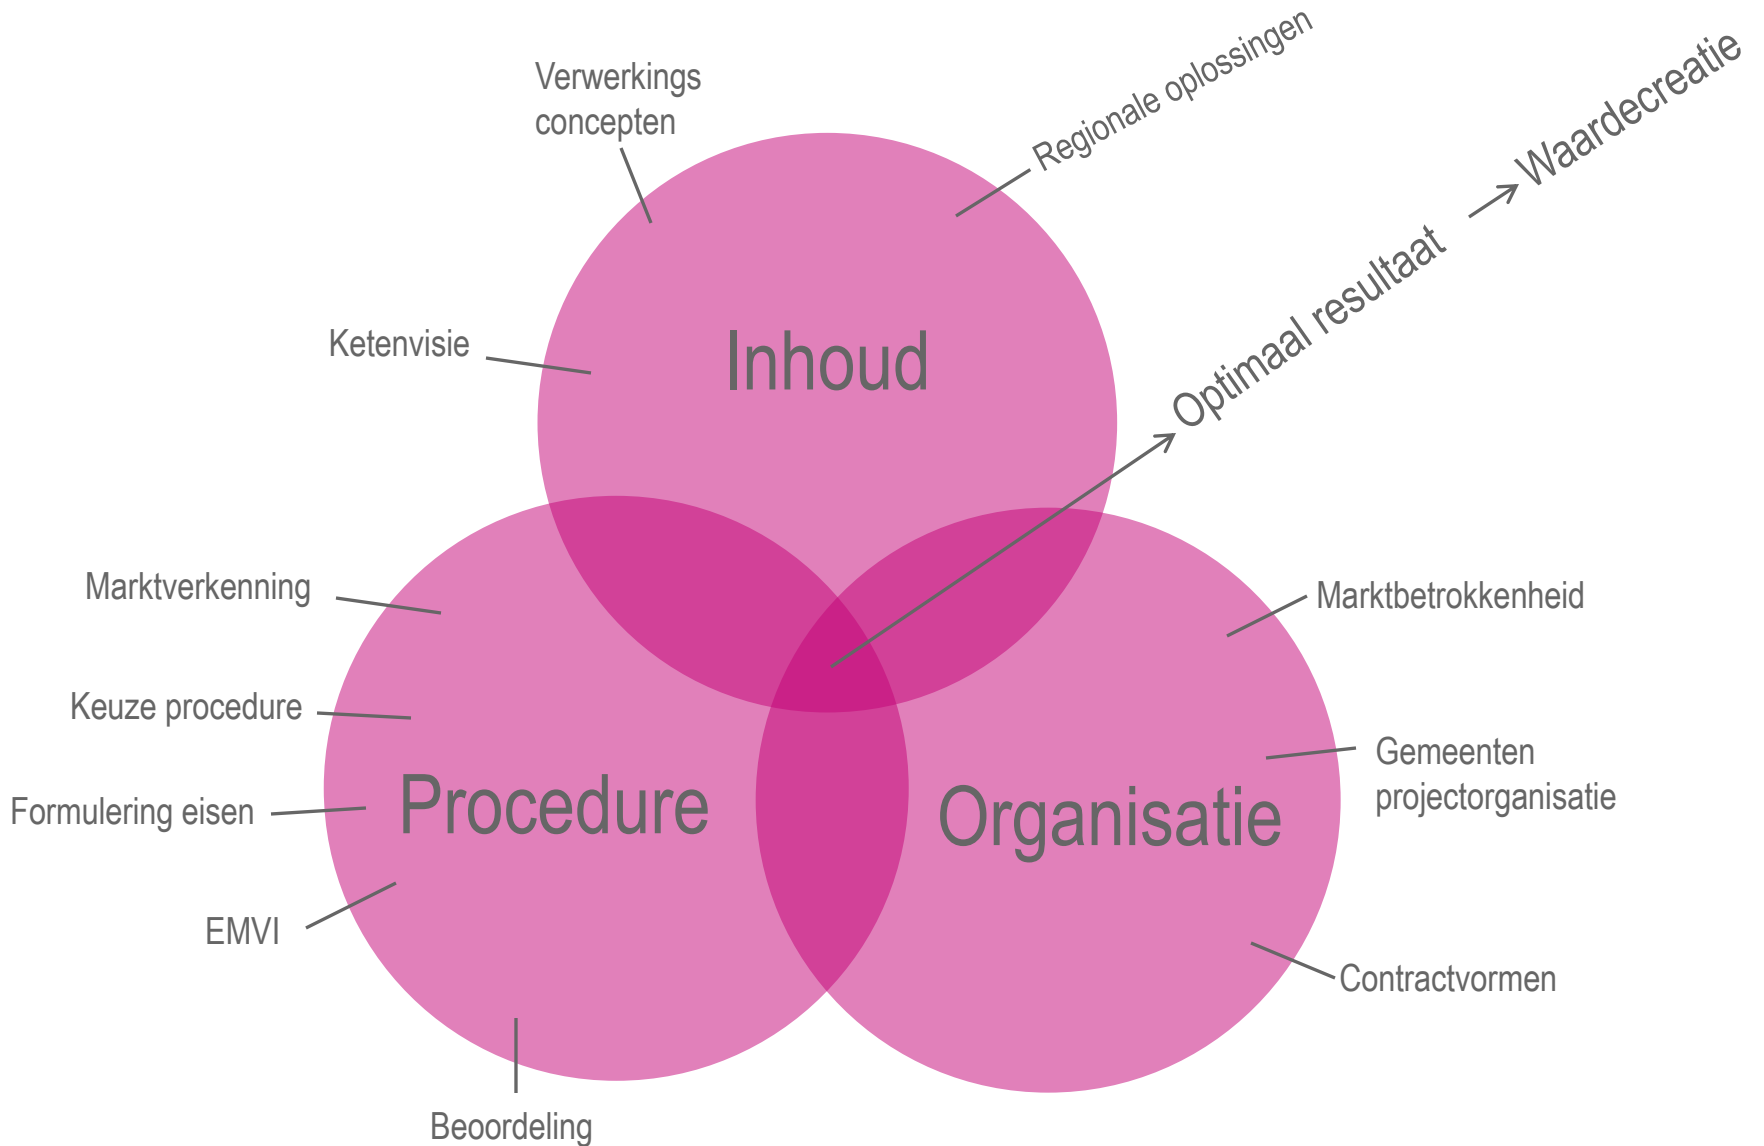 Verwerkings
concepten
Regionale oplossingen
Waardecreatie
Optimaal resultaat
Ketenvisie
Inhoud
Marktverkenning
Marktbetrokkenheid
Keuze procedure
Gemeenten
projectorganisatie
Formulering eisen
Procedure
Organisatie
EMVI
Contractvormen
Beoordeling